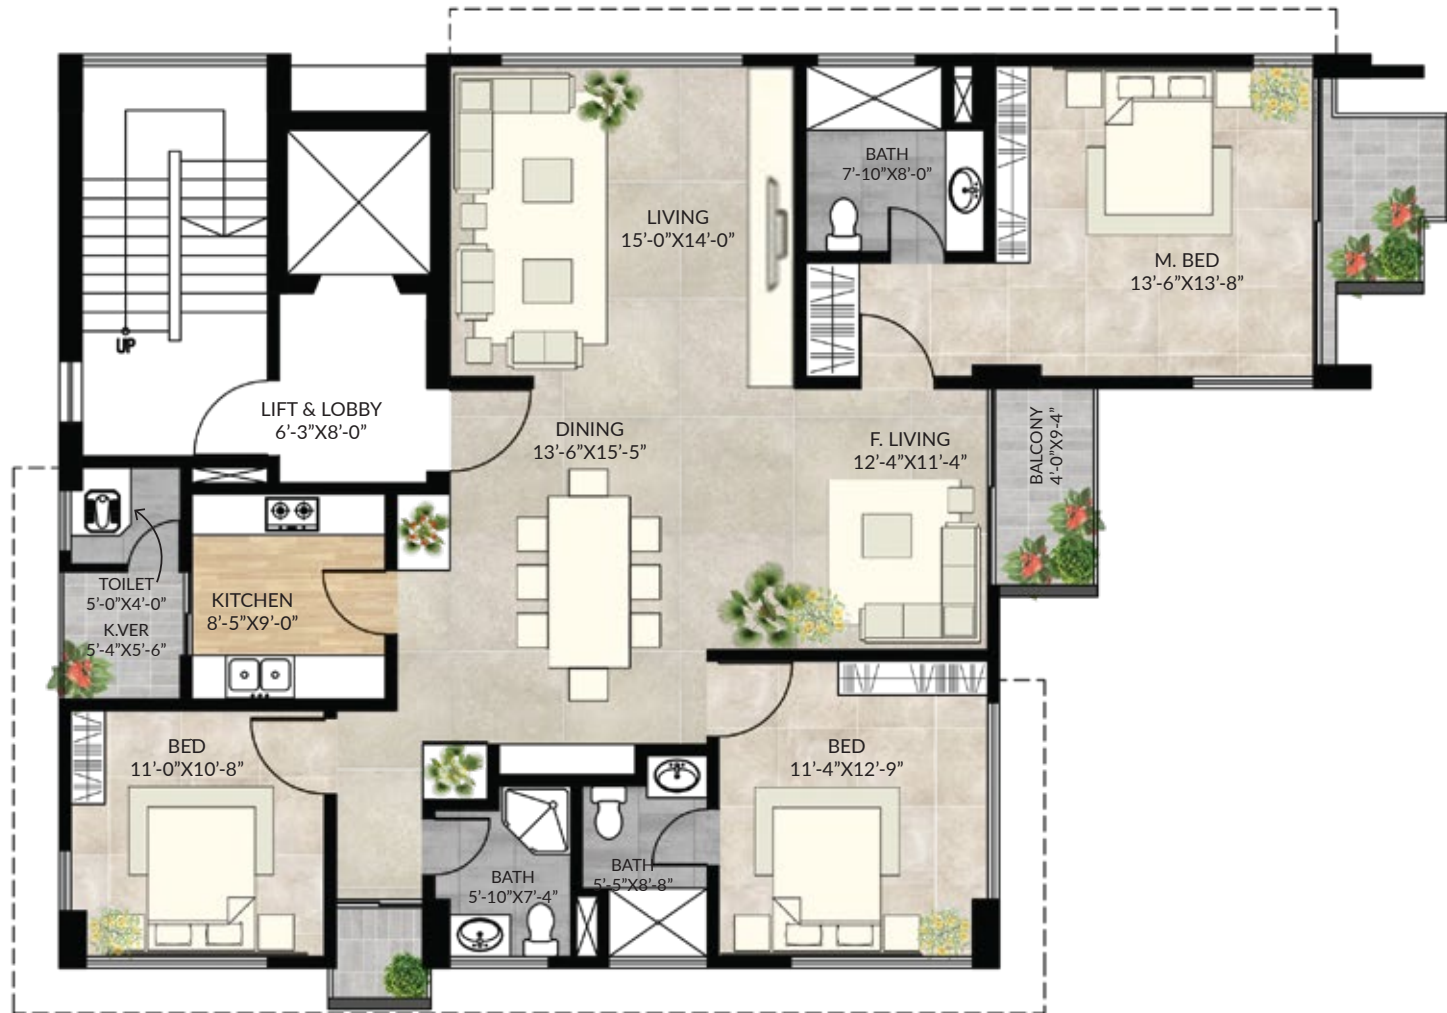 BATH
7'-10"X8'-0"
LIVING
15'-0"X14'-0"
M. BED
13'-6"X13'-8"
UP
LIFT & LOBBY
6'-3"X8'-0"
DINING
13'-6"X15'-5"
F. LIVING
12'-4"X11'-4"
BALCONY
4'-0"X9-4"
TOILET
5'-0"X4'-0"
K.VER
5'-4"X5'-6"
KITCHEN
8'-5"X9'-0"
BED
11'-0"X10'-8"
BED
11'-4"X12'-9"
BATH
5'-10"X7'-4"
BATH
5'-5"X8'-8"